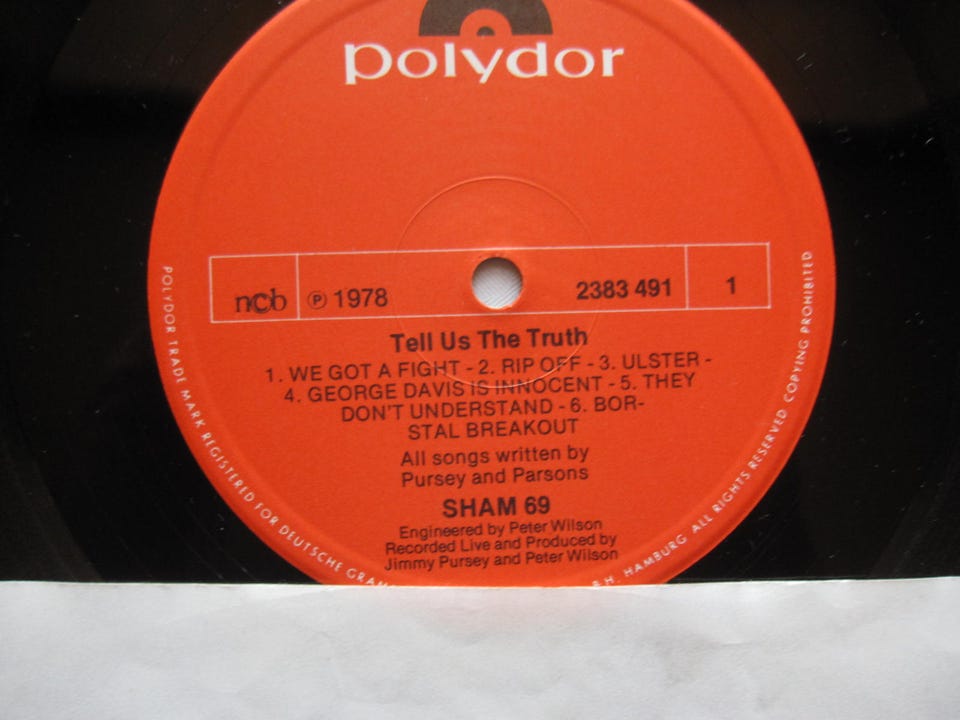 polydor
ncb ℗ 1978 2383 491 1
Tell Us The Truth
1. WE GOT A FIGHT - 2. RIP OFF - 3. ULSTER -
4. GEORGE DAVIS IS INNOCENT - 5. THEY
DON'T UNDERSTAND - 6. BOR-
STAL BREAKOUT
All songs written by
Pursey and Parsons
SHAM 69
Engineered by Peter Wilson
Recorded Live and Produced by
Jimmy Pursey and Peter Wilson
POLYDOR TRADE MARK REGISTERED FOR DEUTSCHE
HAMBURG ALL RIGHTS RESERVED COPYING PROHIBITED